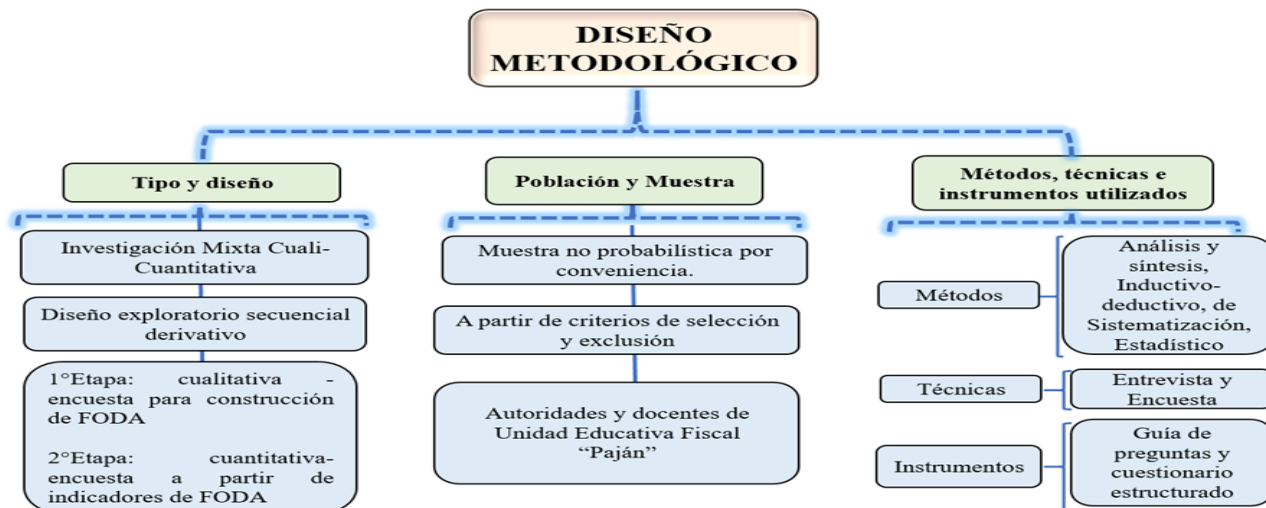 DISEÑO
METODOLÓGICO
Tipo y diseño
Investigación Mixta Cuali-
Cuantitativa
Diseño exploratorio secuencial
derivativo
1°Etapa: cualitativa -
encuesta para construcción
de FODA
2°Etapa: cuantitativa-
encuesta a partir de
indicadores de FODA
Población y Muestra
Muestra no probabilística por
conveniencia.
A partir de criterios de selección
y exclusión
Autoridades y docentes de
Unidad Educativa Fiscal
“Paján”
Métodos, técnicas e
instrumentos utilizados
Métodos
Análisis y
síntesis,
Inductivo-
deductivo, de
Sistematización,
Estadístico
Técnicas
Entrevista y
Encuesta
Instrumentos
Guía de
preguntas y
cuestionario
estructurado